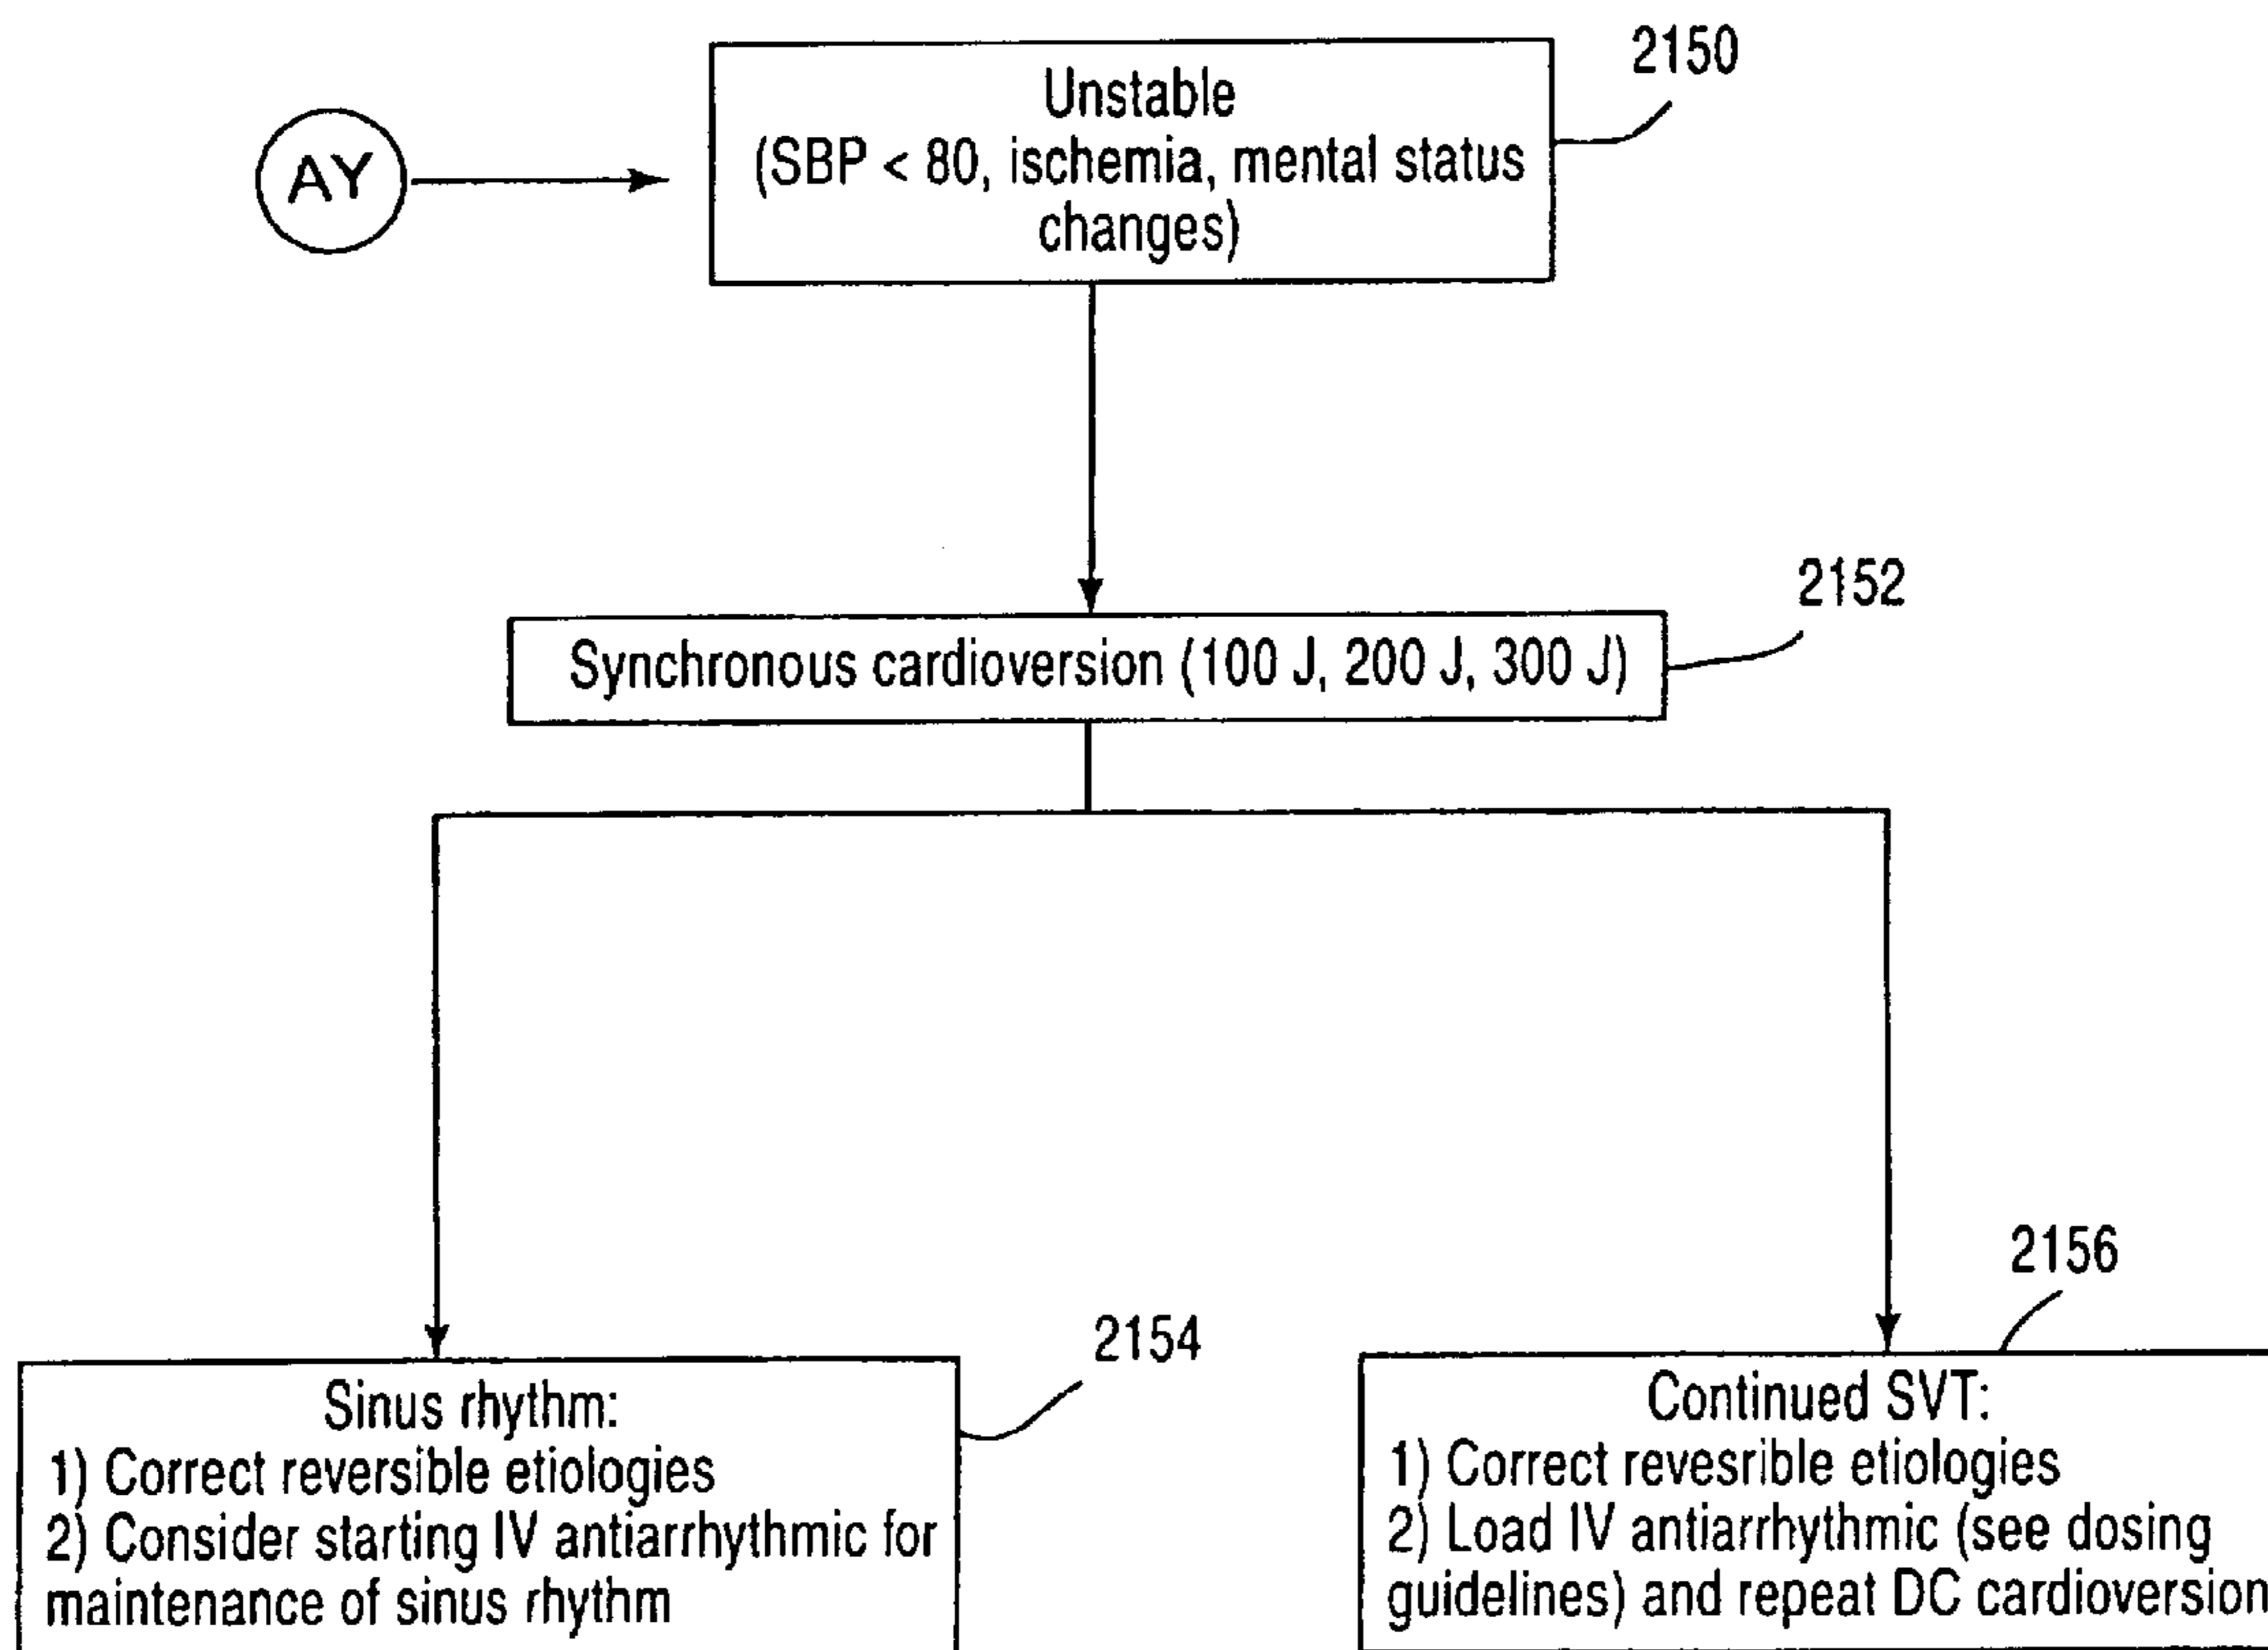 2150
Unstable
AY
(SBP < 80, ischemia, mental status
changes)
2152
Synchronous cardioversion (100 J, 200 J, 300 J)
2154
Sinus rhythm:
1) Correct reversible etiologies
2) Consider starting IV antiarrhythmic for
maintenance of sinus rhythm
2156
Continued SVT:
1) Correct revesrible etiologies
2) Load IV antiarrhythmic (see dosing
guidelines) and repeat DC cardioversion